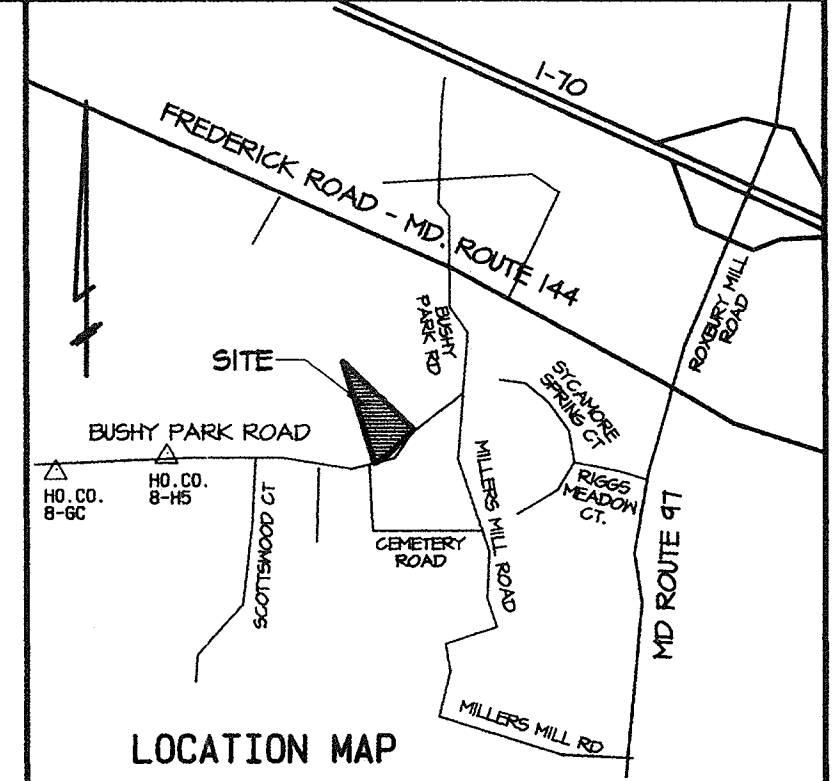 I-70
FREDERICK ROAD - MD. ROUTE 144
ROXBURY MILL
ROAD
BUSHY
PARK RD
SITE
SYCAMORE
SPRING CT
BUSHY PARK ROAD
HO.CO.
8-GC
HO.CO.
8-H5
SCOTTSWOOD CT
CEMETERY
ROAD
MILLERS MILL ROAD
RIGGS
MEADOW
CT.
MD ROUTE 97
MILLERS MILL RD
LOCATION MAP